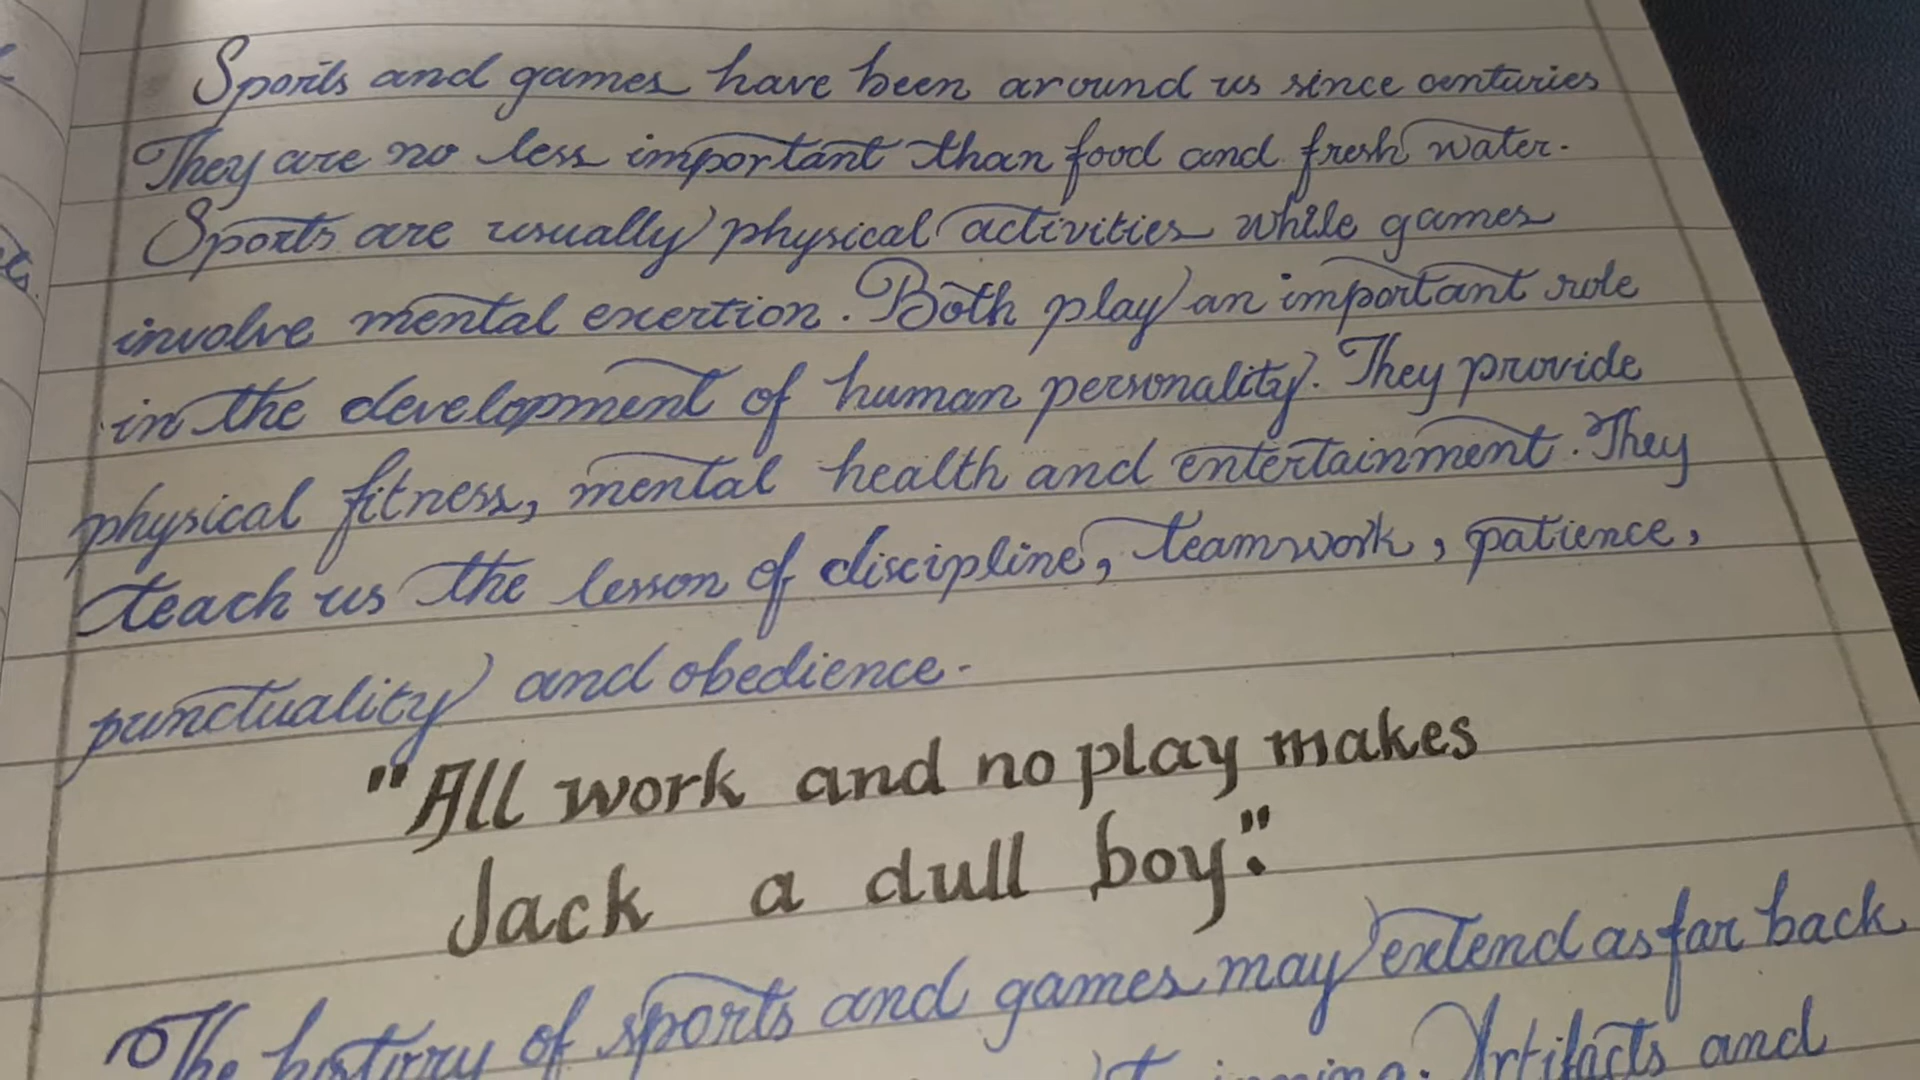 Sports and games have been around us since centuries
They are no less important than food and fresh water.
Sports are usually physical activities while games
involve mental exertion. Both play an important role
in the development of human personality. They provide
physical fitness, mental health and entertainment. They
teach us the lesson of discipline, teamwork, patience,
punctuality and obedience.
"All work and no play makes
Jack a dull boy."
The history of sports and games may extend as far back
Artifacts and